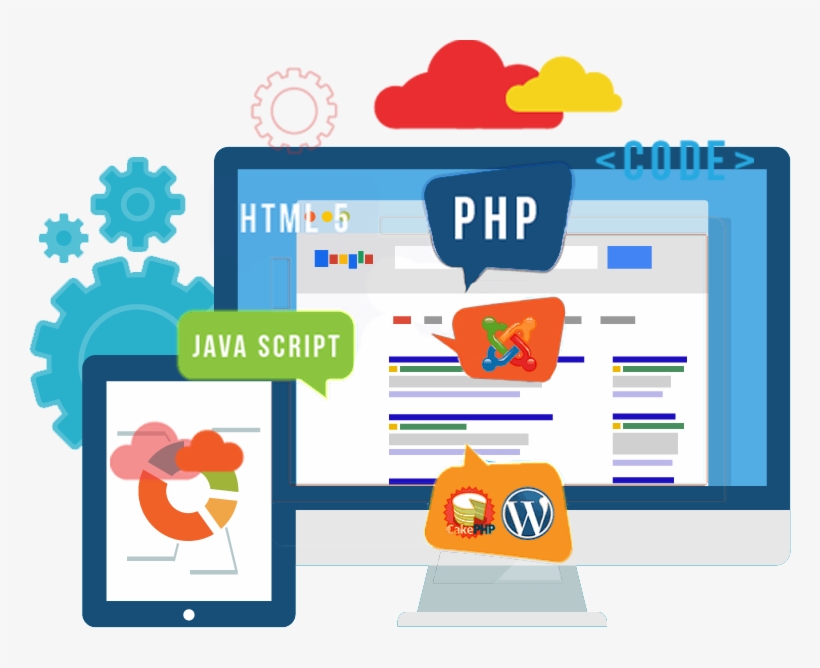 <CODE>
HTML 5
PHP
JAVA SCRIPT
CakePHP
W